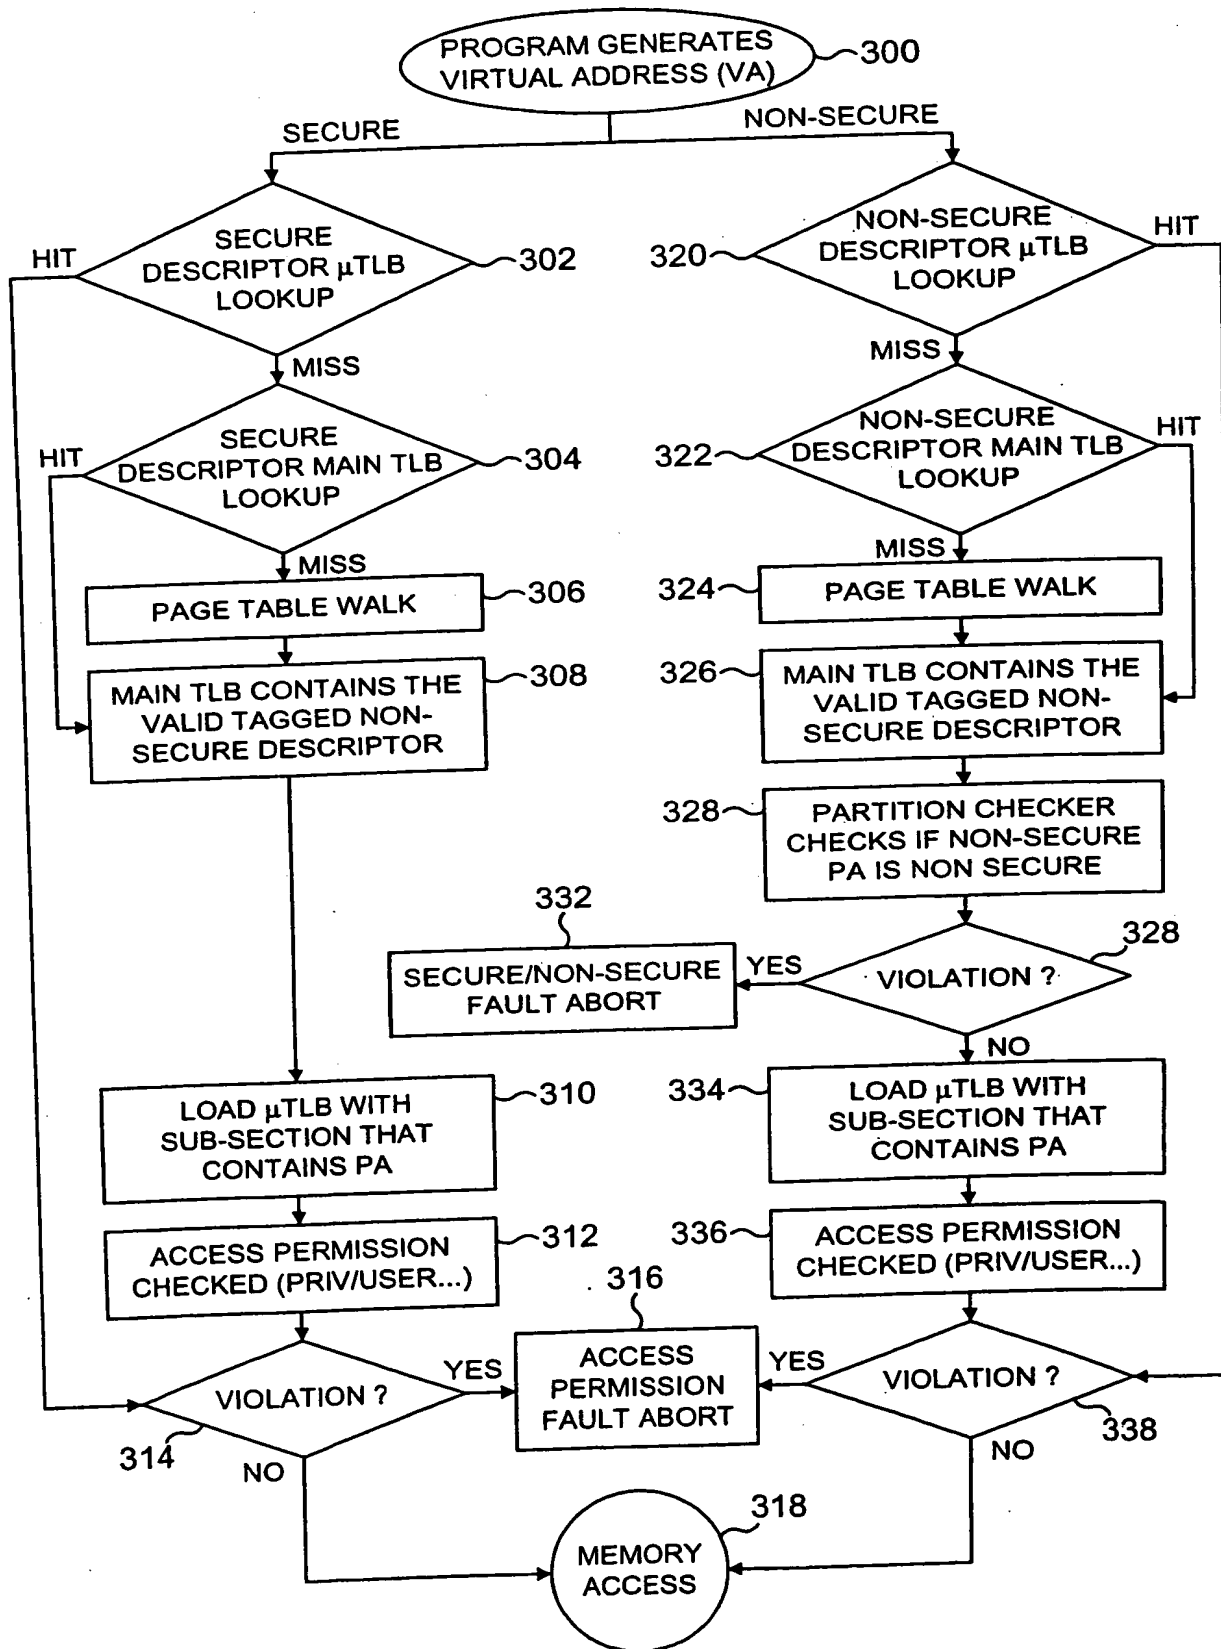 PROGRAM GENERATES
VIRTUAL ADDRESS (VA)
300
SECURE
NON-SECURE
HIT
SECURE
DESCRIPTOR µTLB
LOOKUP
302
320
NON-SECURE
DESCRIPTOR µTLB
LOOKUP
HIT
MISS
MISS
HIT
SECURE
DESCRIPTOR MAIN TLB
LOOKUP
304
322
NON-SECURE
DESCRIPTOR MAIN TLB
LOOKUP
HIT
MISS
MISS
PAGE TABLE WALK
306
324
PAGE TABLE WALK
MAIN TLB CONTAINS THE
VALID TAGGED NON-
SECURE DESCRIPTOR
308
326
MAIN TLB CONTAINS THE
VALID TAGGED NON-
SECURE DESCRIPTOR
328
PARTITION CHECKER
CHECKS IF NON-SECURE
PA IS NON SECURE
332
SECURE/NON-SECURE
FAULT ABORT
YES
VIOLATION ?
328
NO
LOAD µTLB WITH
SUB-SECTION THAT
CONTAINS PA
310
334
LOAD µTLB WITH
SUB-SECTION THAT
CONTAINS PA
ACCESS PERMISSION
CHECKED (PRIV/USER...)
312
336
ACCESS PERMISSION
CHECKED (PRIV/USER...)
316
VIOLATION ?
314
YES
ACCESS
PERMISSION
FAULT ABORT
YES
VIOLATION ?
338
NO
NO
MEMORY
ACCESS
318